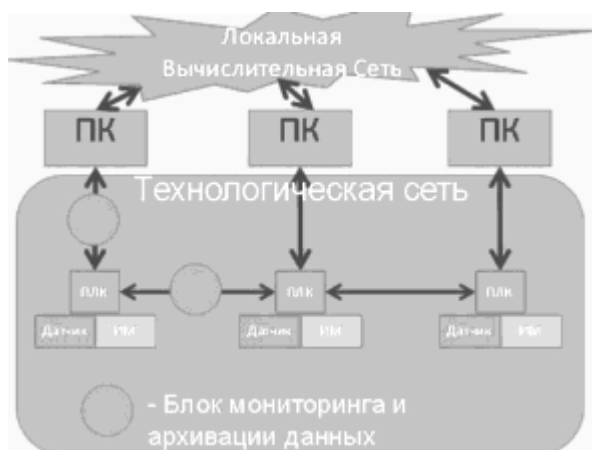 Локальная
Вычислительная Сеть
ПК ПК ПК
Технологическая сеть
плк плк плк
Датчик ИМ Датчик ИМ Датчик ИМ
- Блок мониторинга и
архивации данных